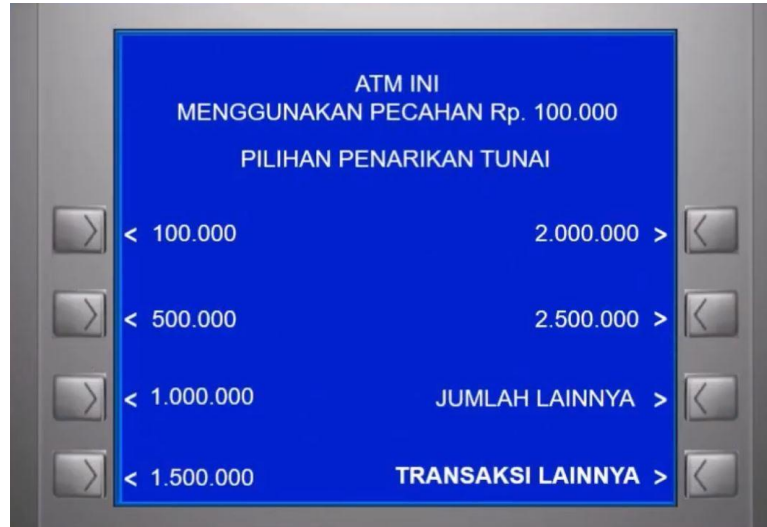 ATM INI
MENGGUNAKAN PECAHAN Rp. 100.000
PILIHAN PENARIKAN TUNAI
< 100.000
2.000.000 >
< 500.000
2.500.000 >
< 1.000.000
JUMLAH LAINNYA >
< 1.500.000
TRANSAKSI LAINNYA >